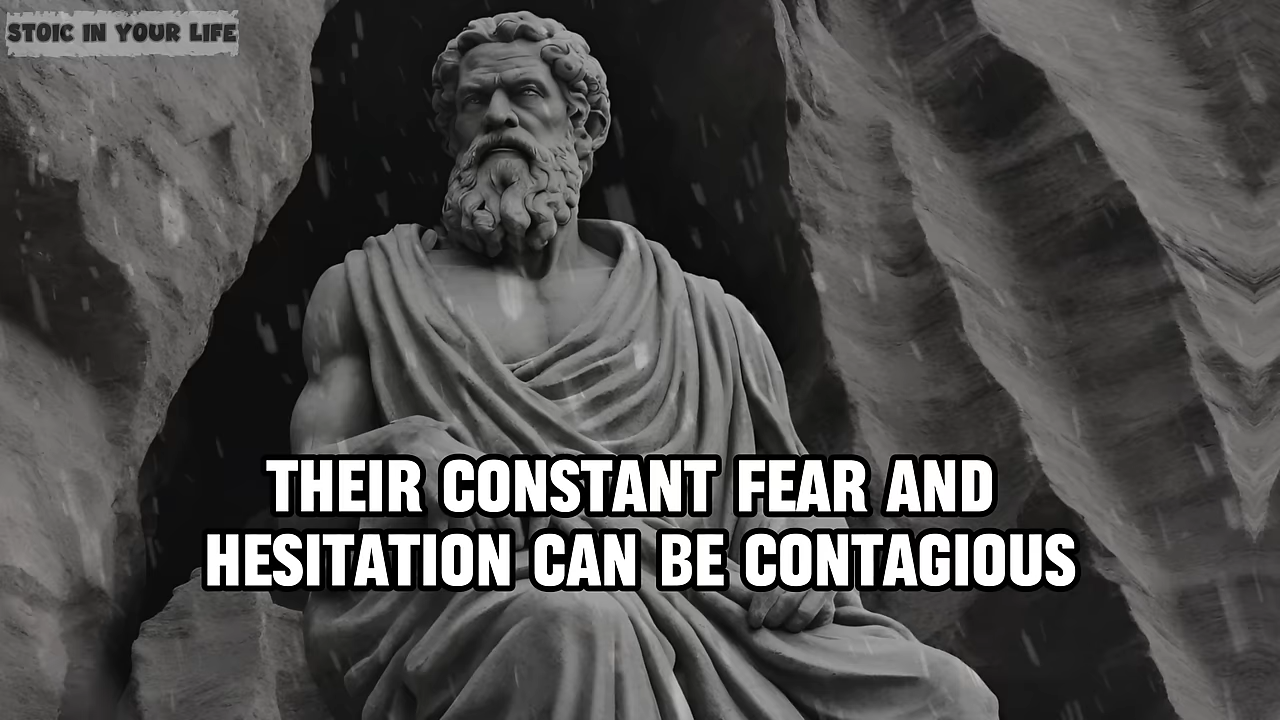 STOIC IN YOUR LIFE
THEIR CONSTANT FEAR AND
HESITATION CAN BE CONTAGIOUS